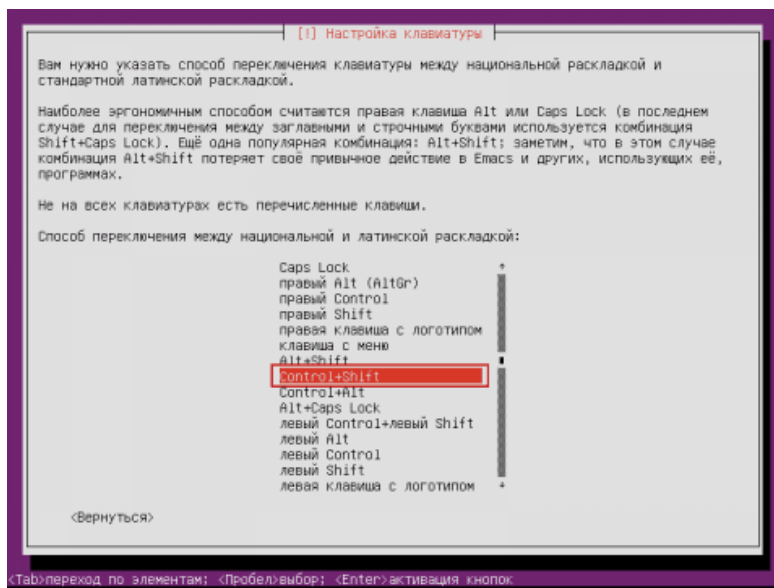 [!] Настройка клавиатуры
Вам нужно указать способ переключения клавиатуры между национальной раскладкой и
стандартной латинской раскладкой.
Наиболее эргономичным способом считаются правая клавиша Alt или Caps Lock (в последнем
случае для переключения между заглавными и строчными буквами используется комбинация
Shift+Caps Lock). Ещё одна популярная комбинация: Alt+Shift; заметим, что в этом случае
комбинация Alt+Shift потеряет своё привычное действие в Emacs и других, использующих её,
программах.
Не на всех клавиатурах есть перечисленные клавиши.
Способ переключения между национальной и латинской раскладкой:
Caps Lock
правый Alt (AltGr)
правый Control
правый Shift
правая клавиша с логотипом
клавиша с меню
Alt+Shift
Control+Shift
Control+Alt
Alt+Caps Lock
левый Control+левый Shift
левый Alt
левый Control
левый Shift
левая клавиша с логотипом
<Вернуться>
<Tab>переход по элементам; <Пробел>выбор; <Enter>активация кнопок